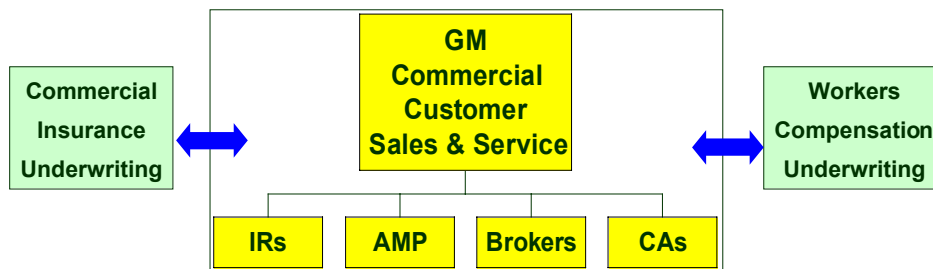 GM
Commercial
Customer
Sales & Service
Commercial
Insurance
Underwriting
Workers
Compensation
Underwriting
IRs
AMP
Brokers
CAs